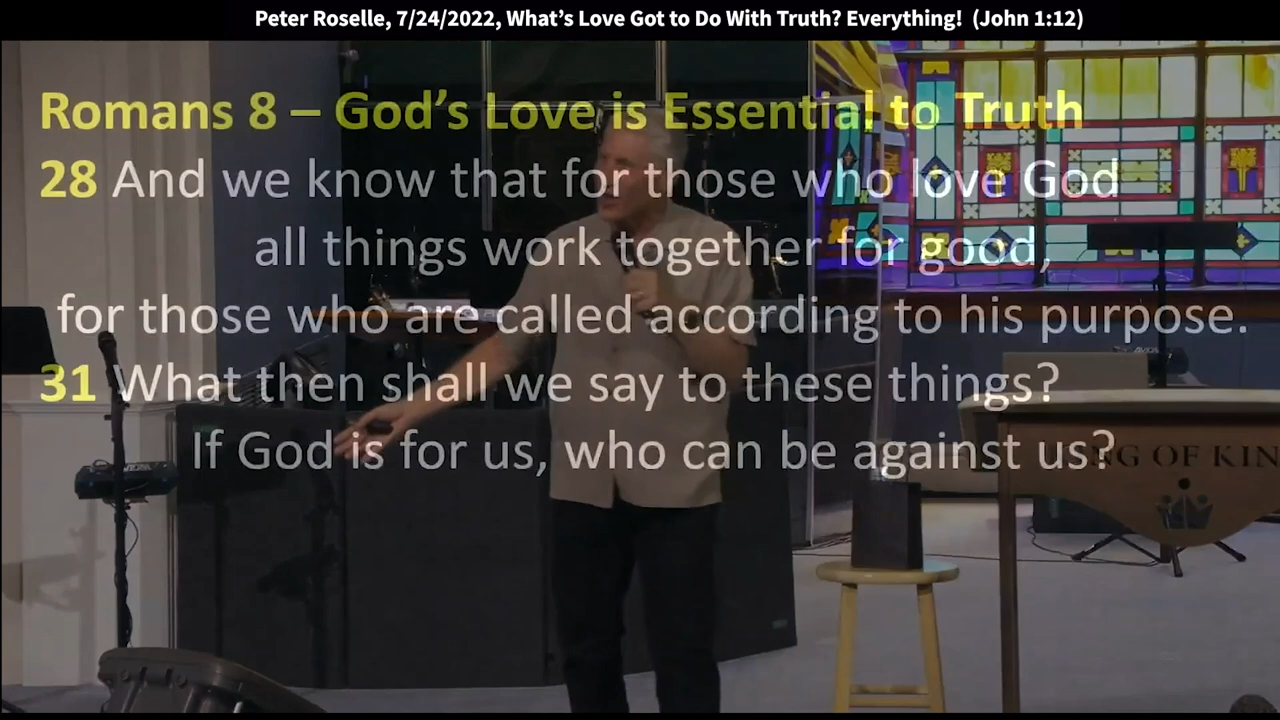 Peter Roselle, 7/24/2022, What’s Love Got to Do With Truth? Everything! (John 1:12)
Romans 8 – God’s Love is Essential to Truth
28 And we know that for those who love God
all things work together for good,
for those who are called according to his purpose.
31 What then shall we say to these things?
If God is for us, who can be against us?
NG OF KIN